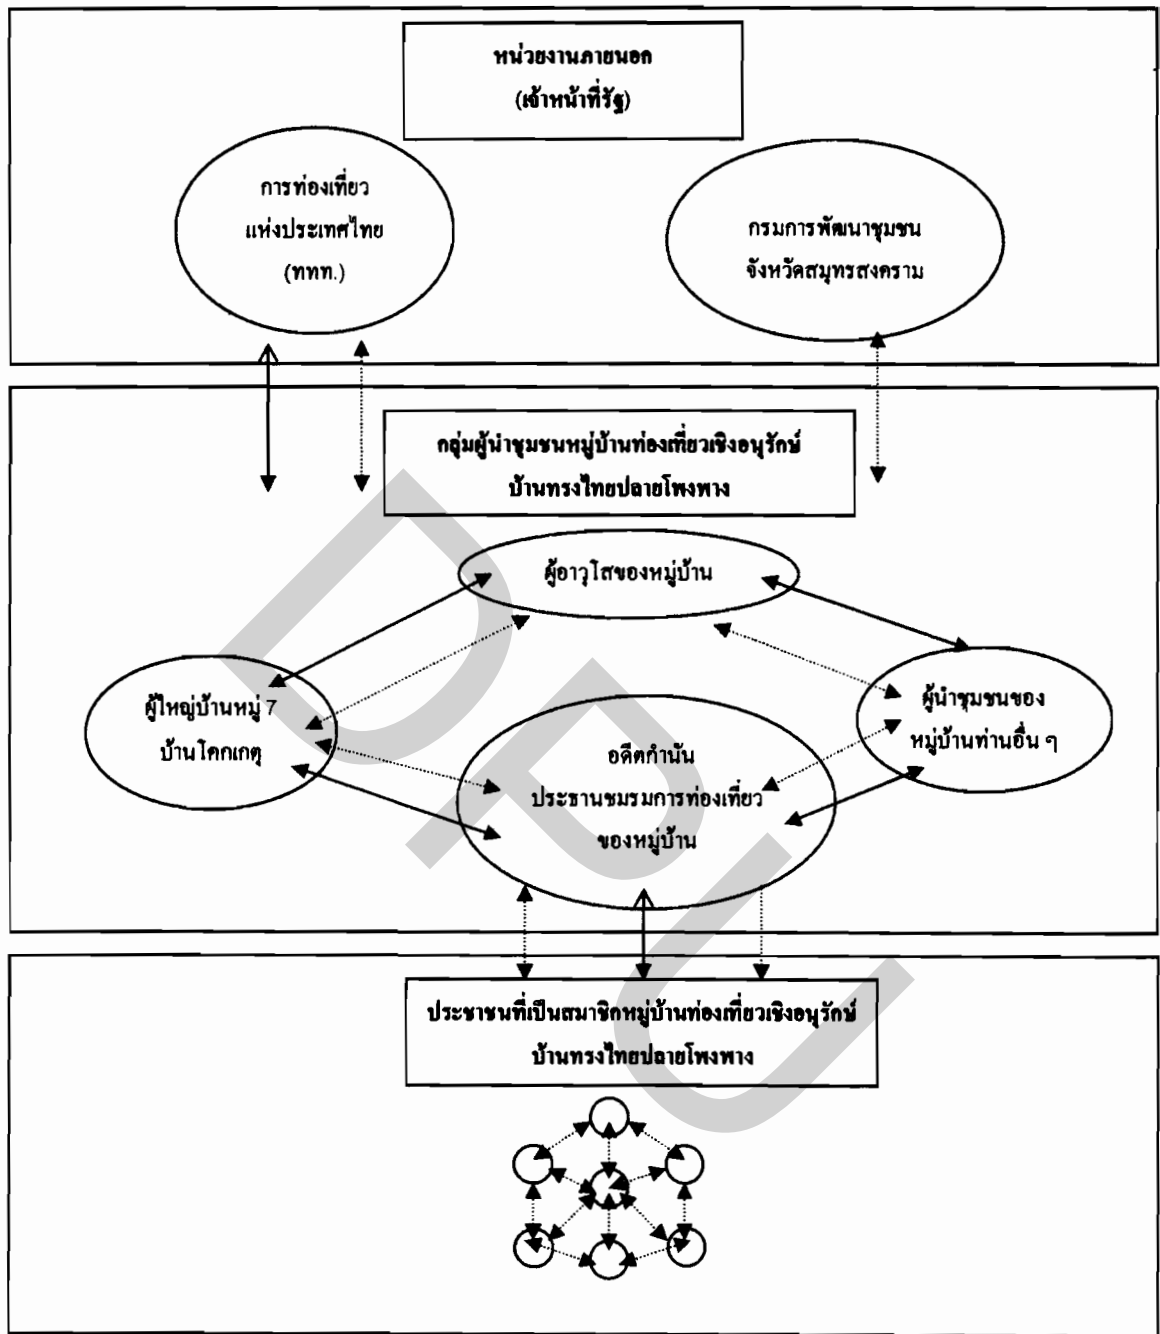 หน่วยงานภายนอก
(เจ้าหน้าที่รัฐ)
การท่องเที่ยว
แห่งประเทศไทย
(ททท.)
กรมการพัฒนาชุมชน
จังหวัดสมุทรสงคราม
กลุ่มผู้นำชุมชนหมู่บ้านท่องเที่ยวเชิงอนุรักษ์
บ้านทรงไทยปลายโพงพาง
ผู้อาวุโสของหมู่บ้าน
ผู้ใหญ่บ้านหมู่ 7
บ้านโคกเกตุ
ผู้นำชุมชนของ
หมู่บ้านท่านอื่น ๆ
อดีตกำนัน
ประธานชมรมการท่องเที่ยว
ของหมู่บ้าน
ประชาชนที่เป็นสมาชิกหมู่บ้านท่องเที่ยวเชิงอนุรักษ์
บ้านทรงไทยปลายโพงพาง
DPU